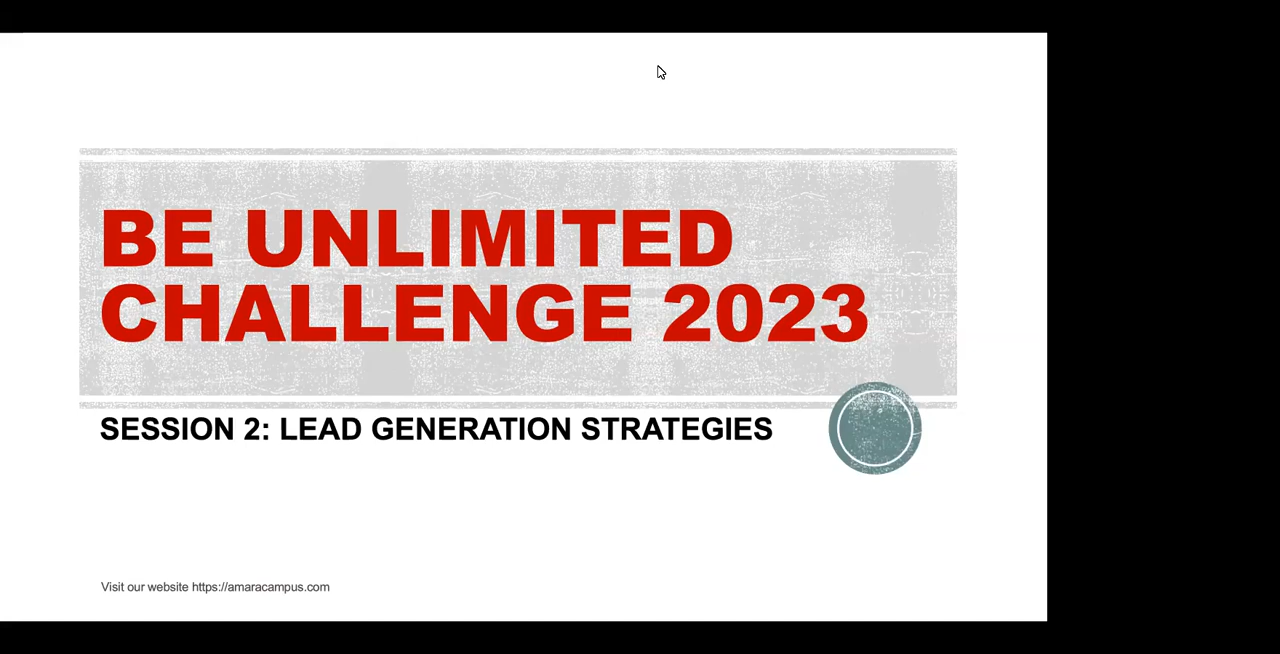 BE UNLIMITED
CHALLENGE 2023
SESSION 2: LEAD GENERATION STRATEGIES
Visit our website https://amaracampus.com